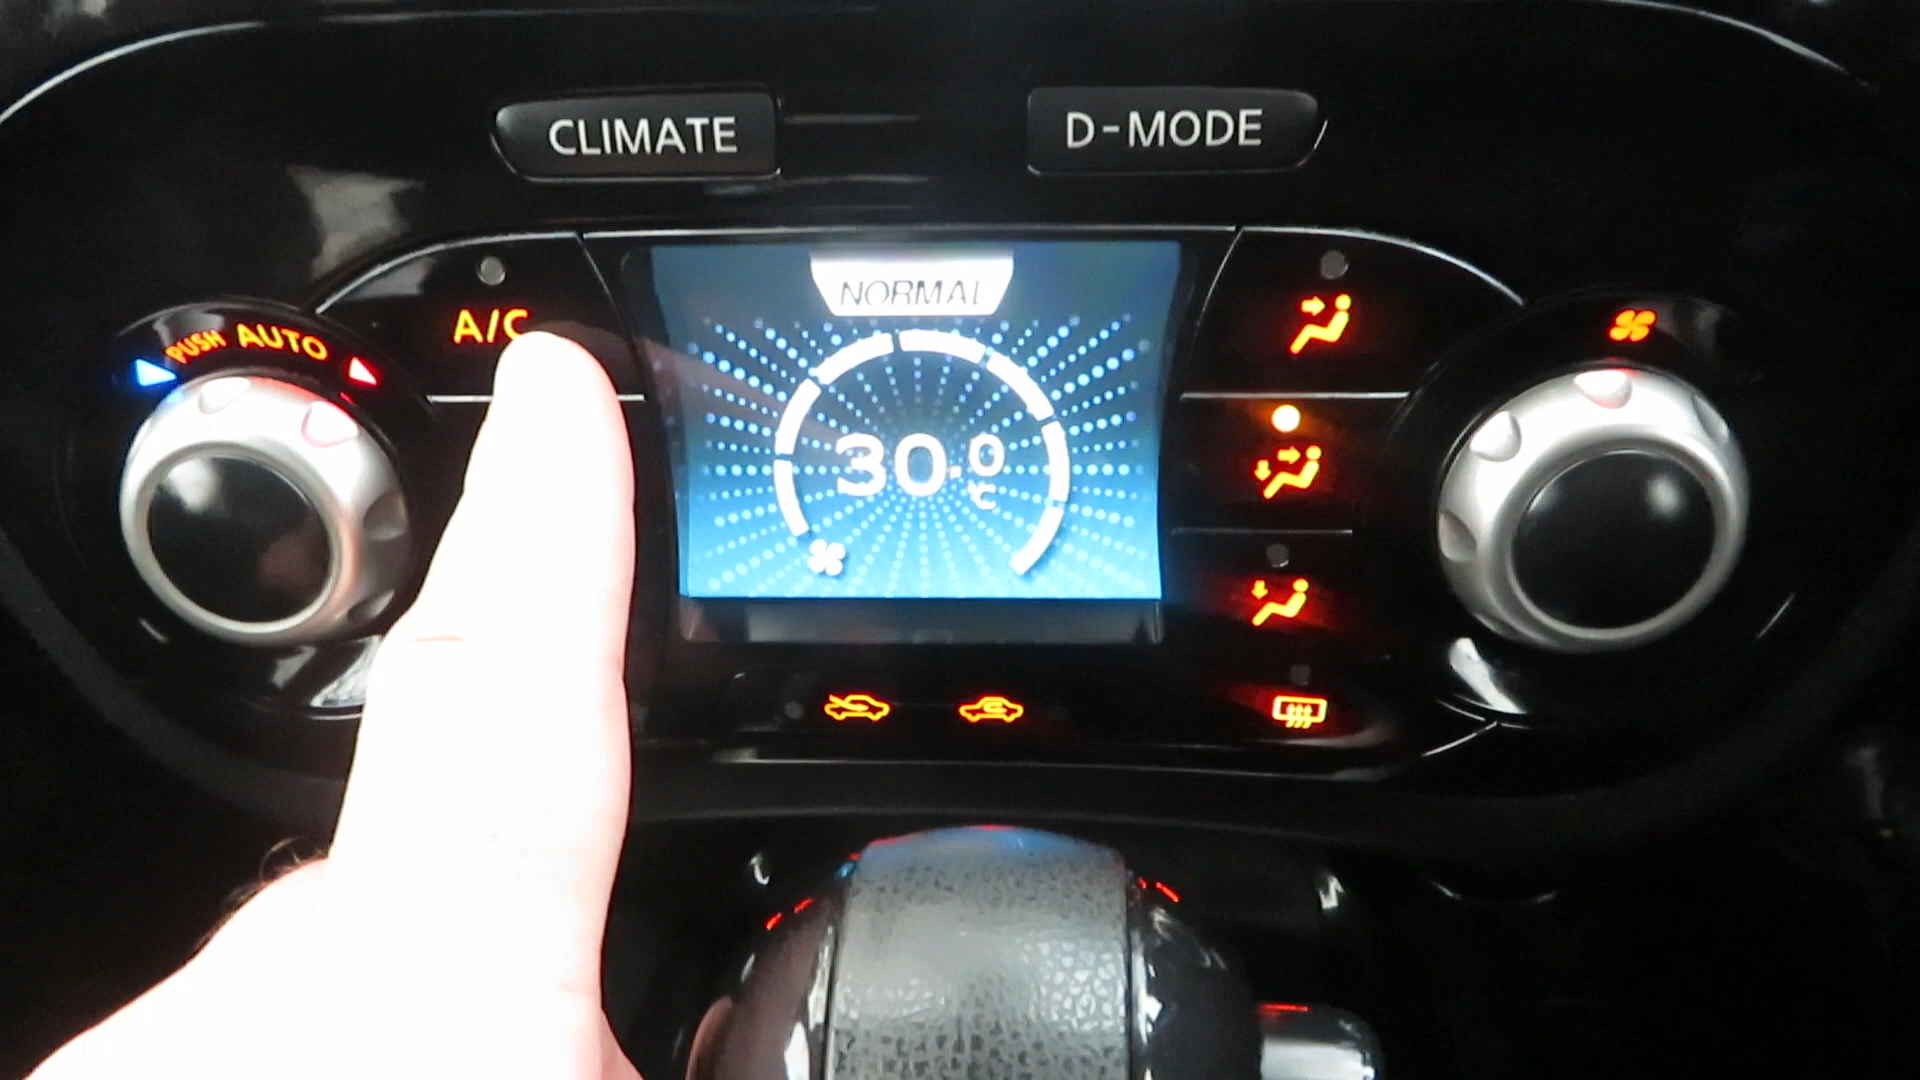 CLIMATE
D-MODE
NORMAL
A/C
PUSH AUTO
30.0
°C